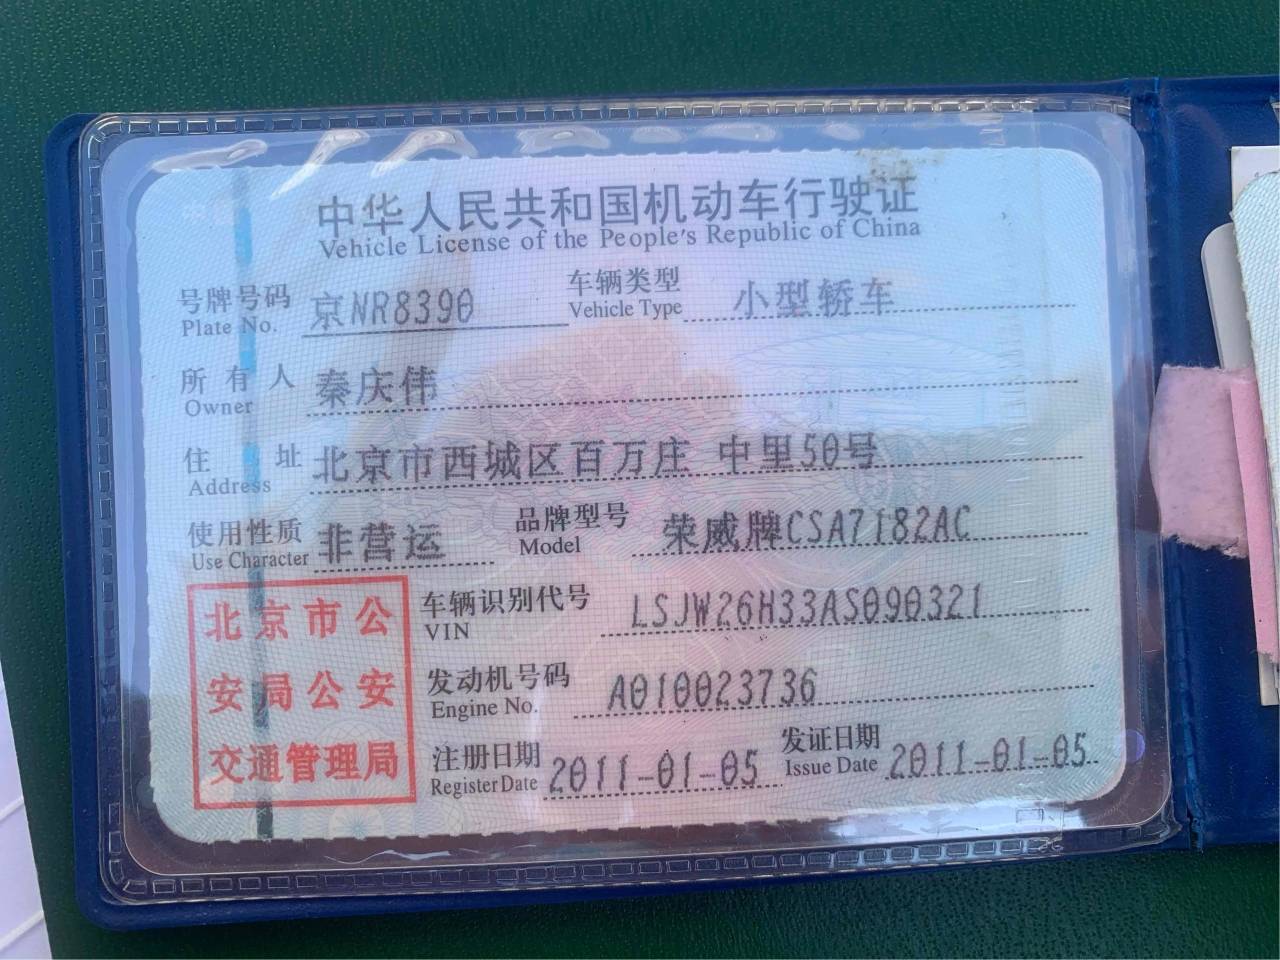 中华人民共和国机动车行驶证
Vehicle License of the People's Republic of China
号牌号码 京NR8390 车辆类型 小型轿车
Plate No. Vehicle Type
所有人 秦庆伟
Owner
住址 北京市西城区百万庄 中里50号
Address
使用性质 非营运 品牌型号 荣威牌CSA7182AC
Use Character Model
车辆识别代号 LSJW26H33AS090321
VIN
发动机号码 A010023736
Engine No.
注册日期 2011-01-05 发证日期 2011-01-05
Register Date Issue Date
北京市公
安局公安
交通管理局